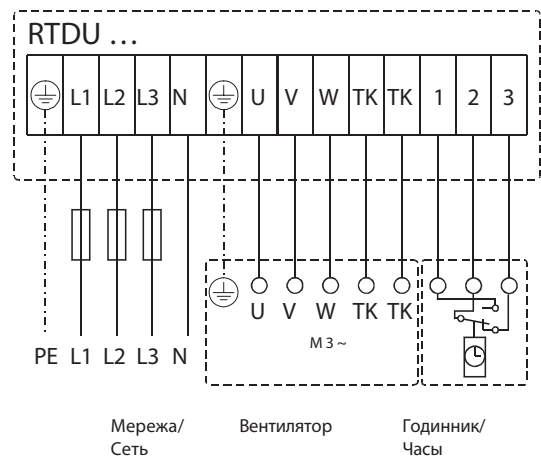 RTDU ...
L1 L2 L3 N U V W TK TK 1 2 3
U V W TK TK
M 3 ~
PE L1 L2 L3 N
Мережа/ Вентилятор Годинник/
Сеть Часы